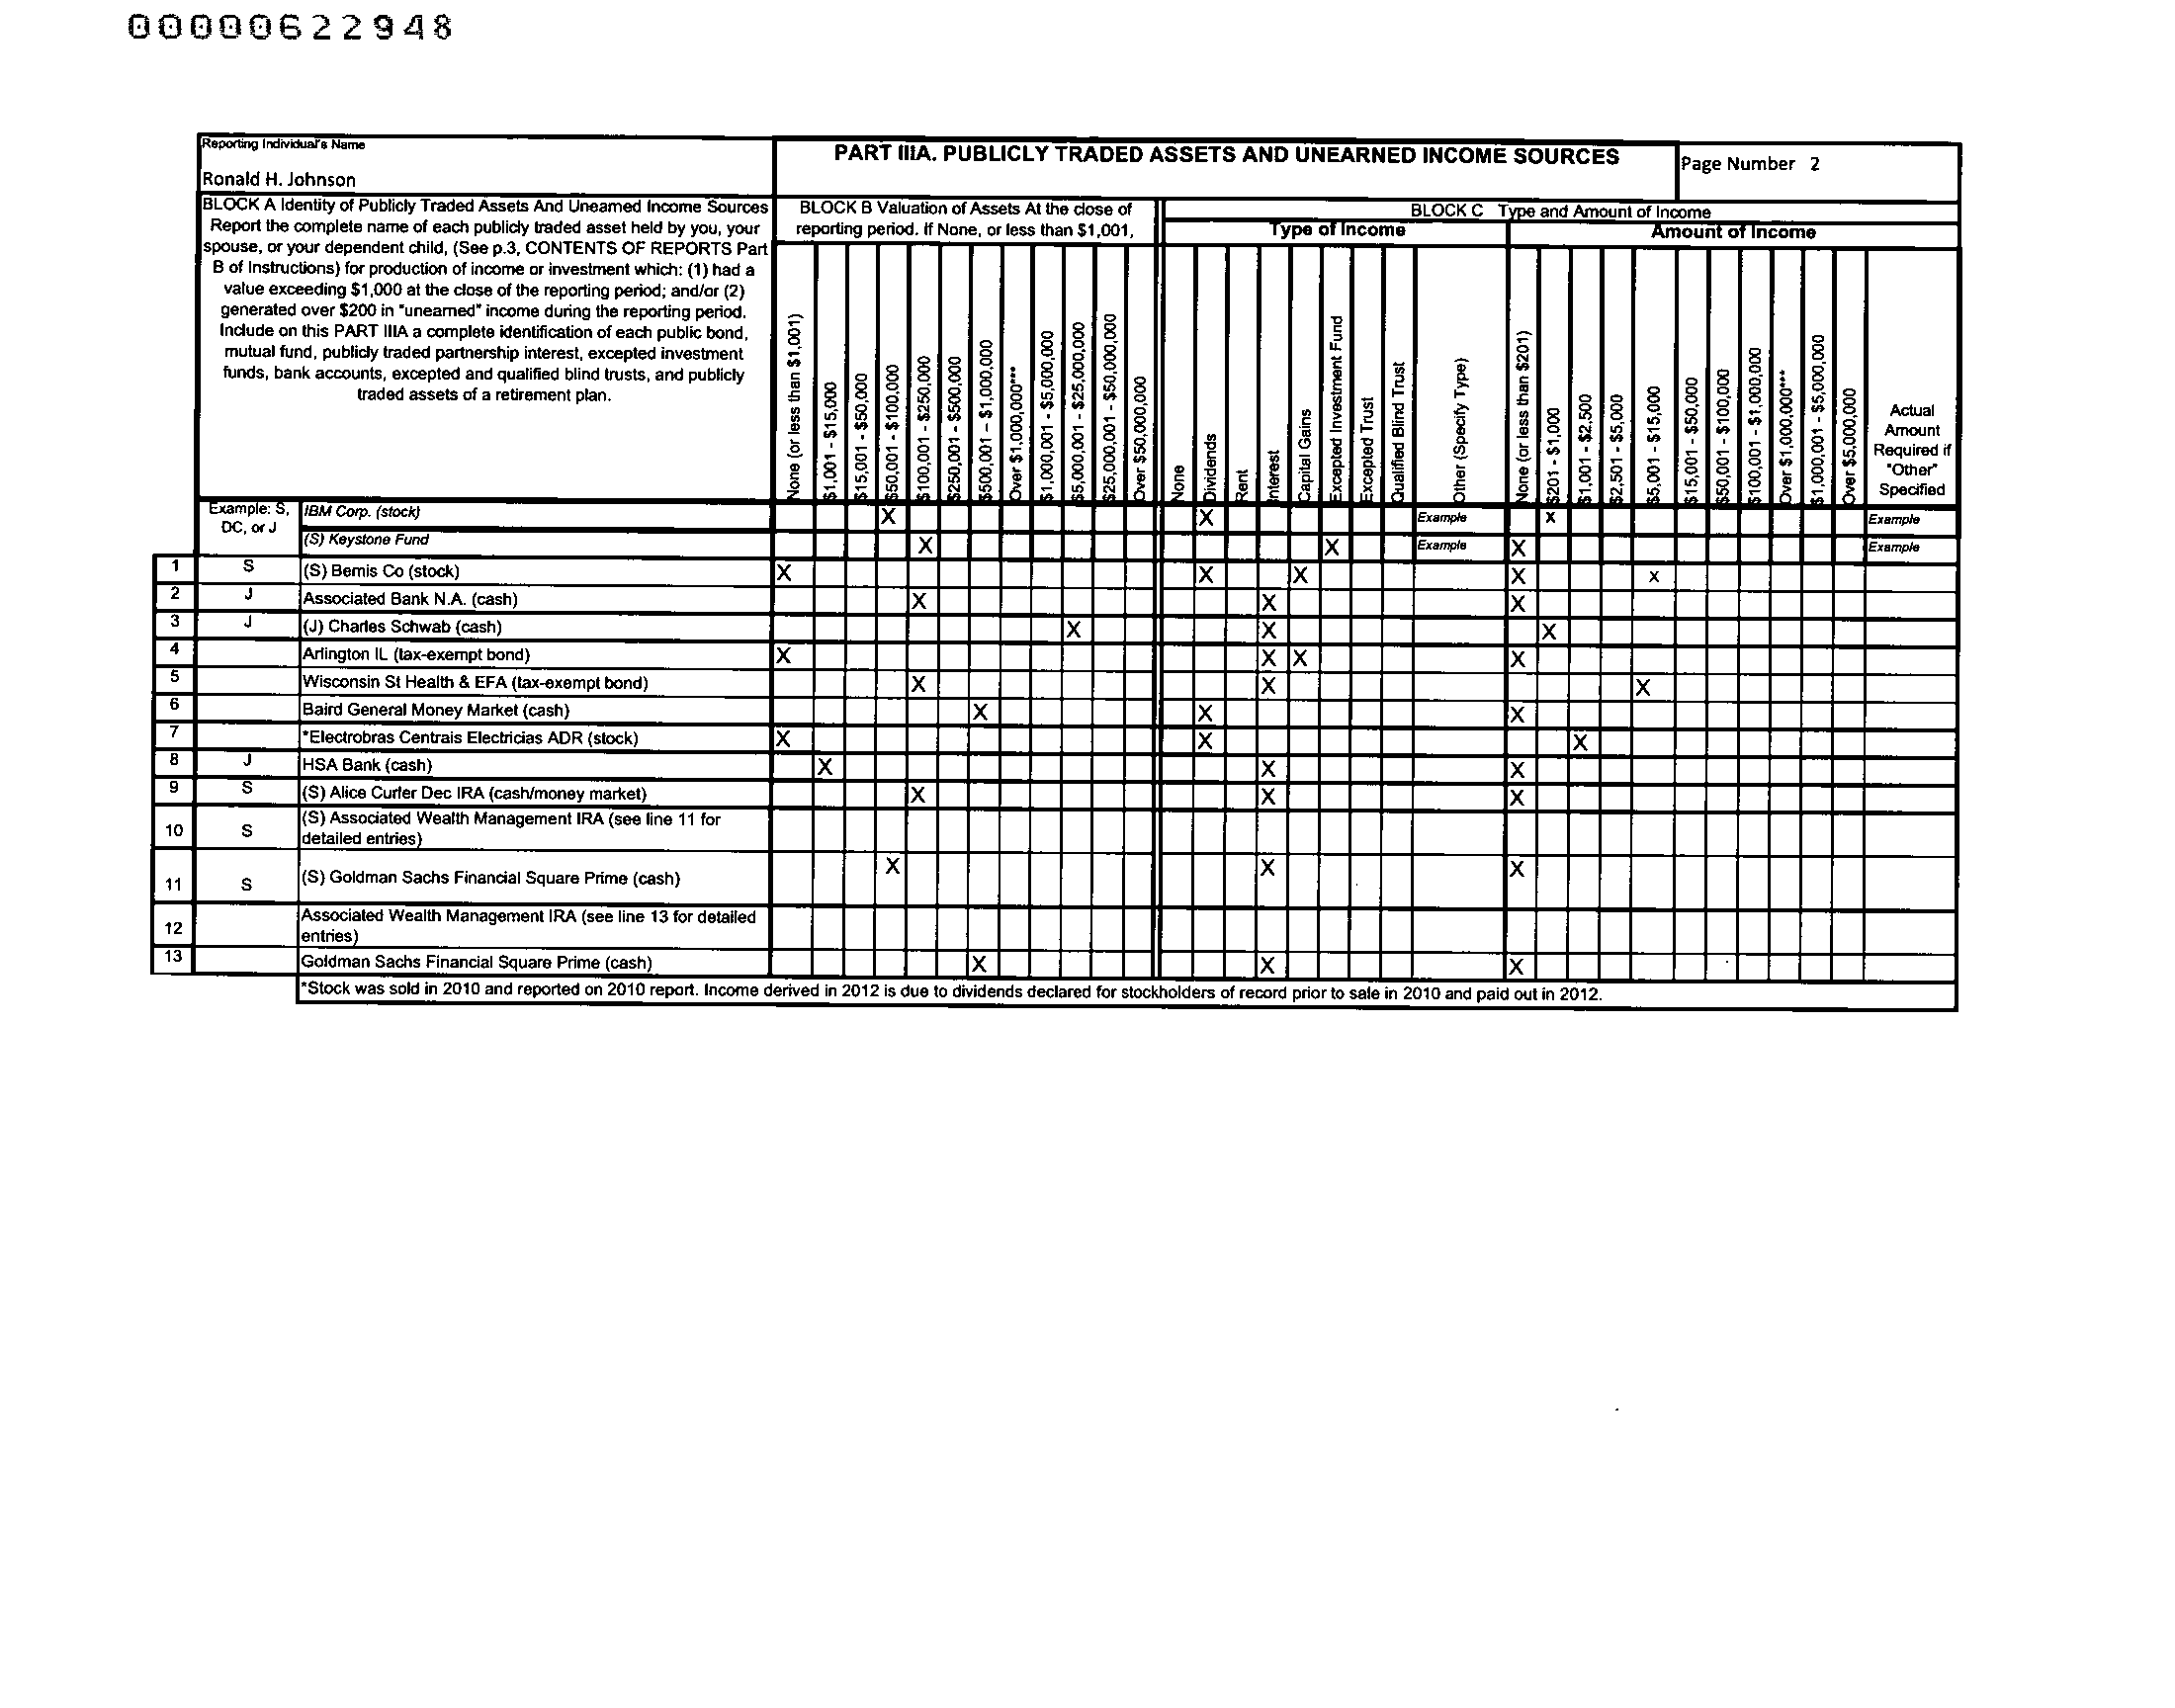 00000622948
Reporting Individual's Name
Ronald H. Johnson
PART IIIA. PUBLICLY TRADED ASSETS AND UNEARNED INCOME SOURCES
Page Number 2
BLOCK A Identity of Publicly Traded Assets And Unearned Income Sources
Report the complete name of each publicly traded asset held by you, your
spouse, or your dependent child, (See p.3, CONTENTS OF REPORTS Part
B of Instructions) for production of income or investment which: (1) had a
value exceeding $1,000 at the close of the reporting period; and/or (2)
generated over $200 in "unearned" income during the reporting period.
Include on this PART IIIA a complete identification of each public bond,
mutual fund, publicly traded partnership interest, excepted investment
funds, bank accounts, excepted and qualified blind trusts, and publicly
traded assets of a retirement plan.
BLOCK B Valuation of Assets At the close of
reporting period. If None, or less than $1,001,
BLOCK C Type and Amount of Income
Type of Income
Amount of Income
None (or less than $1,001)
$1,001 - $15,000
$15,001 - $50,000
$50,001 - $100,000
$100,001 - $250,000
$250,001 - $500,000
$500,001 – $1,000,000
Over $1,000,000***
$1,000,001 - $5,000,000
$5,000,001 - $25,000,000
$25,000,001 - $50,000,000
Over $50,000,000
None
Dividends
Rent
Interest
Capital Gains
Excepted Investment Fund
Excepted Trust
Qualified Blind Trust
Other (Specify Type)
None (or less than $201)
$201 - $1,000
$1,001 - $2,500
$2,501 - $5,000
$5,001 - $15,000
$15,001 - $50,000
$50,001 - $100,000
$100,001 - $1,000,000
Over $1,000,000***
$1,000,001 - $5,000,000
Over $5,000,000
Actual
Amount
Required if
"Other"
Specified
Example: S,
DC, or J
IBM Corp. (stock) X X Example X Example
(S) Keystone Fund X X Example X Example
1 S (S) Bemis Co (stock) X X X X X
2 J Associated Bank N.A. (cash) X X X
3 J (J) Charles Schwab (cash) X X X
4 Arlington IL (tax-exempt bond) X X X X
5 Wisconsin St Health & EFA (tax-exempt bond) X X X
6 Baird General Money Market (cash) X X X
7 *Electrobras Centrais Electricias ADR (stock) X X X
8 J HSA Bank (cash) X X X
9 S (S) Alice Curler Dec IRA (cash/money market) X X X
10 S (S) Associated Wealth Management IRA (see line 11 for
detailed entries)
11 S (S) Goldman Sachs Financial Square Prime (cash) X X X
12 Associated Wealth Management IRA (see line 13 for detailed
entries)
13 Goldman Sachs Financial Square Prime (cash) X X X
*Stock was sold in 2010 and reported on 2010 report. Income derived in 2012 is due to dividends declared for stockholders of record prior to sale in 2010 and paid out in 2012.